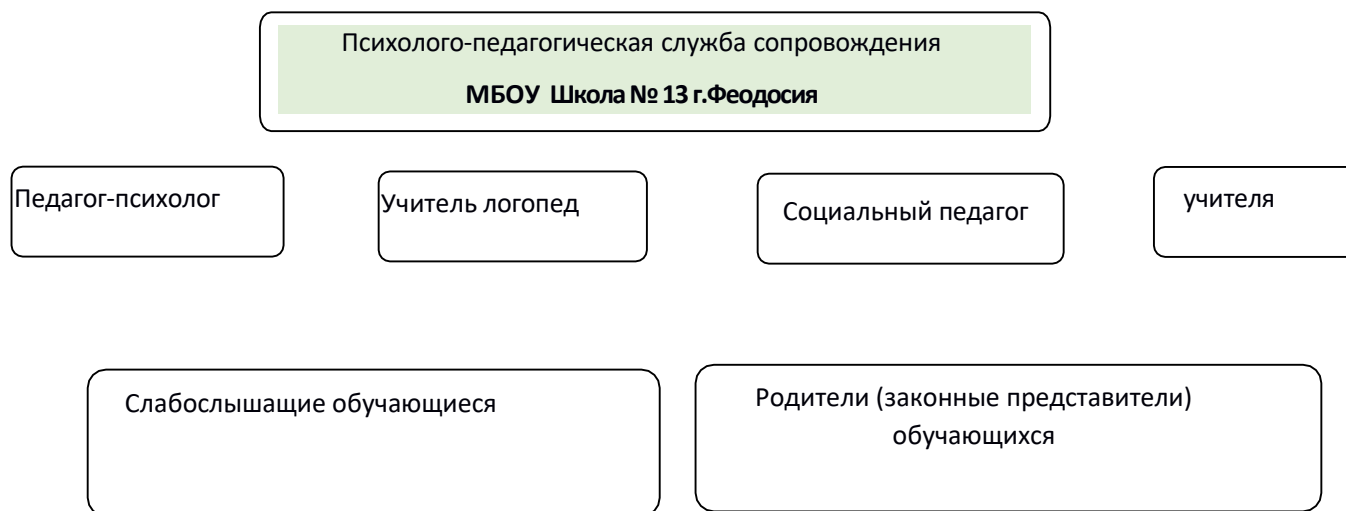 Психолого-педагогическая служба сопровождения
МБОУ Школа № 13 г.Феодосия
Педагог-психолог
Учитель логопед
Социальный педагог
учителя
Слабослышащие обучающиеся
Родители (законные представители)
обучающихся